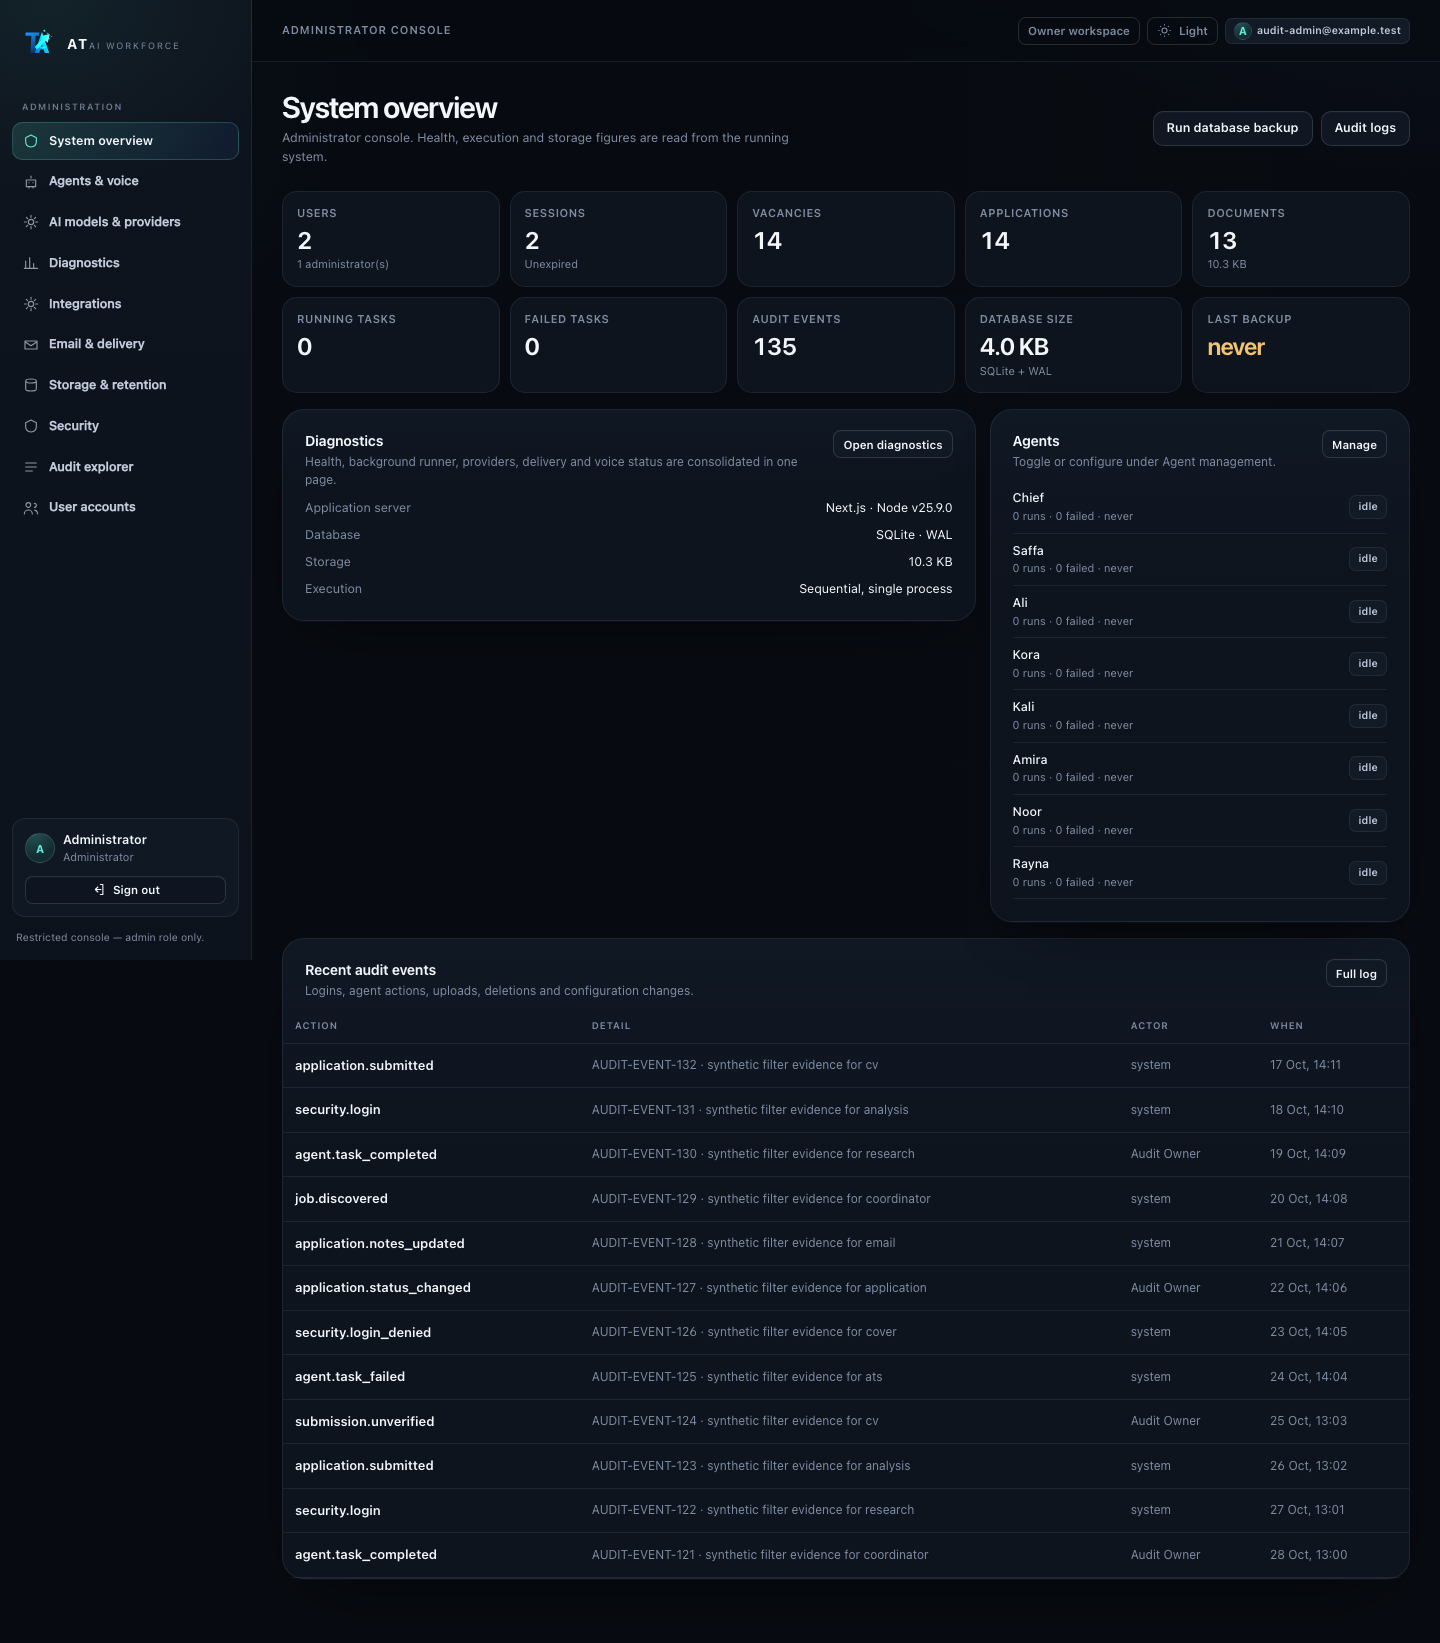 AT AI WORKFORCE
ADMINISTRATION
System overview
Agents & voice
AI models & providers
Diagnostics
Integrations
Email & delivery
Storage & retention
Security
Audit explorer
User accounts
A
Administrator
Administrator
Sign out
Restricted console — admin role only.
ADMINISTRATOR CONSOLE
Owner workspace
Light
A audit-admin@example.test
System overview
Administrator console. Health, execution and storage figures are read from the running
system.
Run database backup
Audit logs
USERS
2
1 administrator(s)
SESSIONS
2
Unexpired
VACANCIES
14
APPLICATIONS
14
DOCUMENTS
13
10.3 KB
RUNNING TASKS
0
FAILED TASKS
0
AUDIT EVENTS
135
DATABASE SIZE
4.0 KB
SQLite + WAL
LAST BACKUP
never
Diagnostics
Health, background runner, providers, delivery and voice status are consolidated in one
page.
Open diagnostics
Application server Next.js · Node v25.9.0
Database SQLite · WAL
Storage 10.3 KB
Execution Sequential, single process
Agents
Toggle or configure under Agent management.
Manage
Chief
0 runs · 0 failed · never
idle
Saffa
0 runs · 0 failed · never
idle
Ali
0 runs · 0 failed · never
idle
Kora
0 runs · 0 failed · never
idle
Kali
0 runs · 0 failed · never
idle
Amira
0 runs · 0 failed · never
idle
Noor
0 runs · 0 failed · never
idle
Rayna
0 runs · 0 failed · never
idle
Recent audit events
Logins, agent actions, uploads, deletions and configuration changes.
Full log
ACTION DETAIL ACTOR WHEN
application.submitted AUDIT-EVENT-132 · synthetic filter evidence for cv system 17 Oct, 14:11
security.login AUDIT-EVENT-131 · synthetic filter evidence for analysis system 18 Oct, 14:10
agent.task_completed AUDIT-EVENT-130 · synthetic filter evidence for research Audit Owner 19 Oct, 14:09
job.discovered AUDIT-EVENT-129 · synthetic filter evidence for coordinator system 20 Oct, 14:08
application.notes_updated AUDIT-EVENT-128 · synthetic filter evidence for email system 21 Oct, 14:07
application.status_changed AUDIT-EVENT-127 · synthetic filter evidence for application Audit Owner 22 Oct, 14:06
security.login_denied AUDIT-EVENT-126 · synthetic filter evidence for cover system 23 Oct, 14:05
agent.task_failed AUDIT-EVENT-125 · synthetic filter evidence for ats system 24 Oct, 14:04
submission.unverified AUDIT-EVENT-124 · synthetic filter evidence for cv Audit Owner 25 Oct, 13:03
application.submitted AUDIT-EVENT-123 · synthetic filter evidence for analysis system 26 Oct, 13:02
security.login AUDIT-EVENT-122 · synthetic filter evidence for research system 27 Oct, 13:01
agent.task_completed AUDIT-EVENT-121 · synthetic filter evidence for coordinator Audit Owner 28 Oct, 13:00